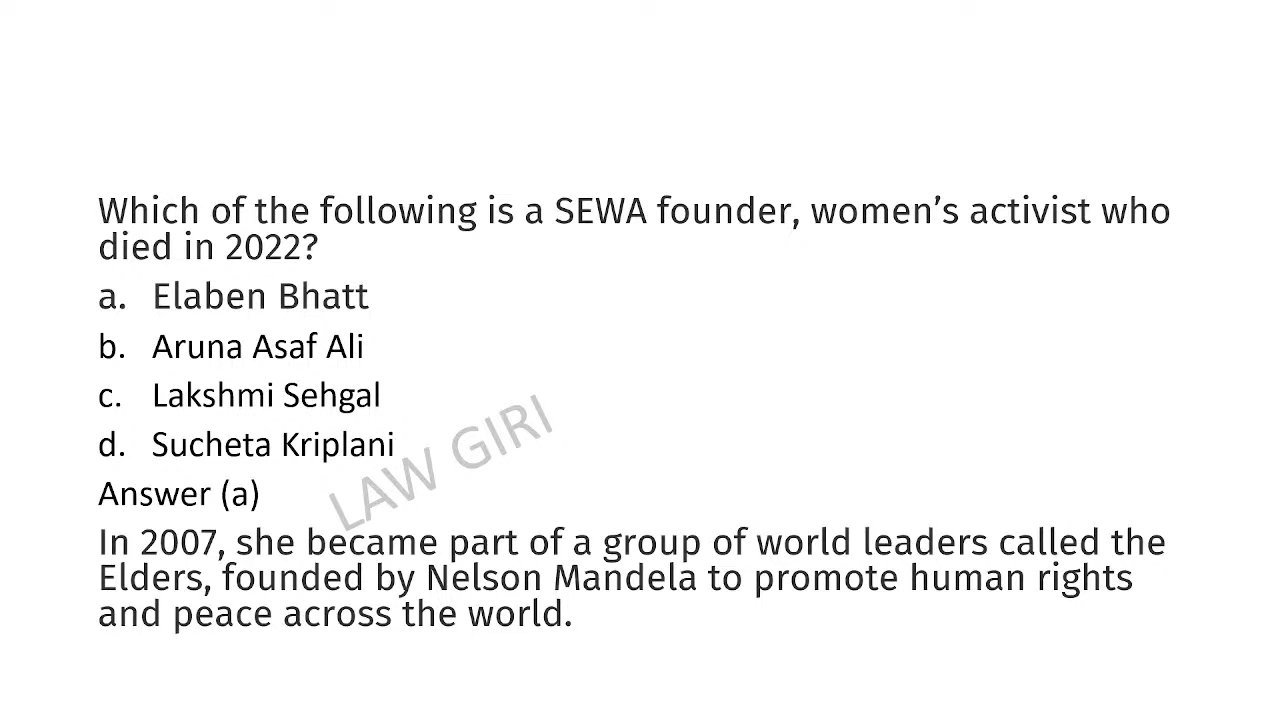 Which of the following is a SEWA founder, women’s activist who
died in 2022?
a. Elaben Bhatt
b. Aruna Asaf Ali
c. Lakshmi Sehgal
d. Sucheta Kriplani
Answer (a)
LAW GIRI
In 2007, she became part of a group of world leaders called the
Elders, founded by Nelson Mandela to promote human rights
and peace across the world.